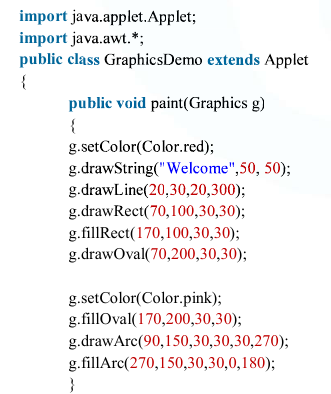 import java.applet.Applet;
import java.awt.*;
public class GraphicsDemo extends Applet
{
public void paint(Graphics g)
{
g.setColor(Color.red);
g.drawString("Welcome",50, 50);
g.drawLine(20,30,20,300);
g.drawRect(70,100,30,30);
g.fillRect(170,100,30,30);
g.drawOval(70,200,30,30);
g.setColor(Color.pink);
g.fillOval(170,200,30,30);
g.drawArc(90,150,30,30,30,270);
g.fillArc(270,150,30,30,0,180);
}